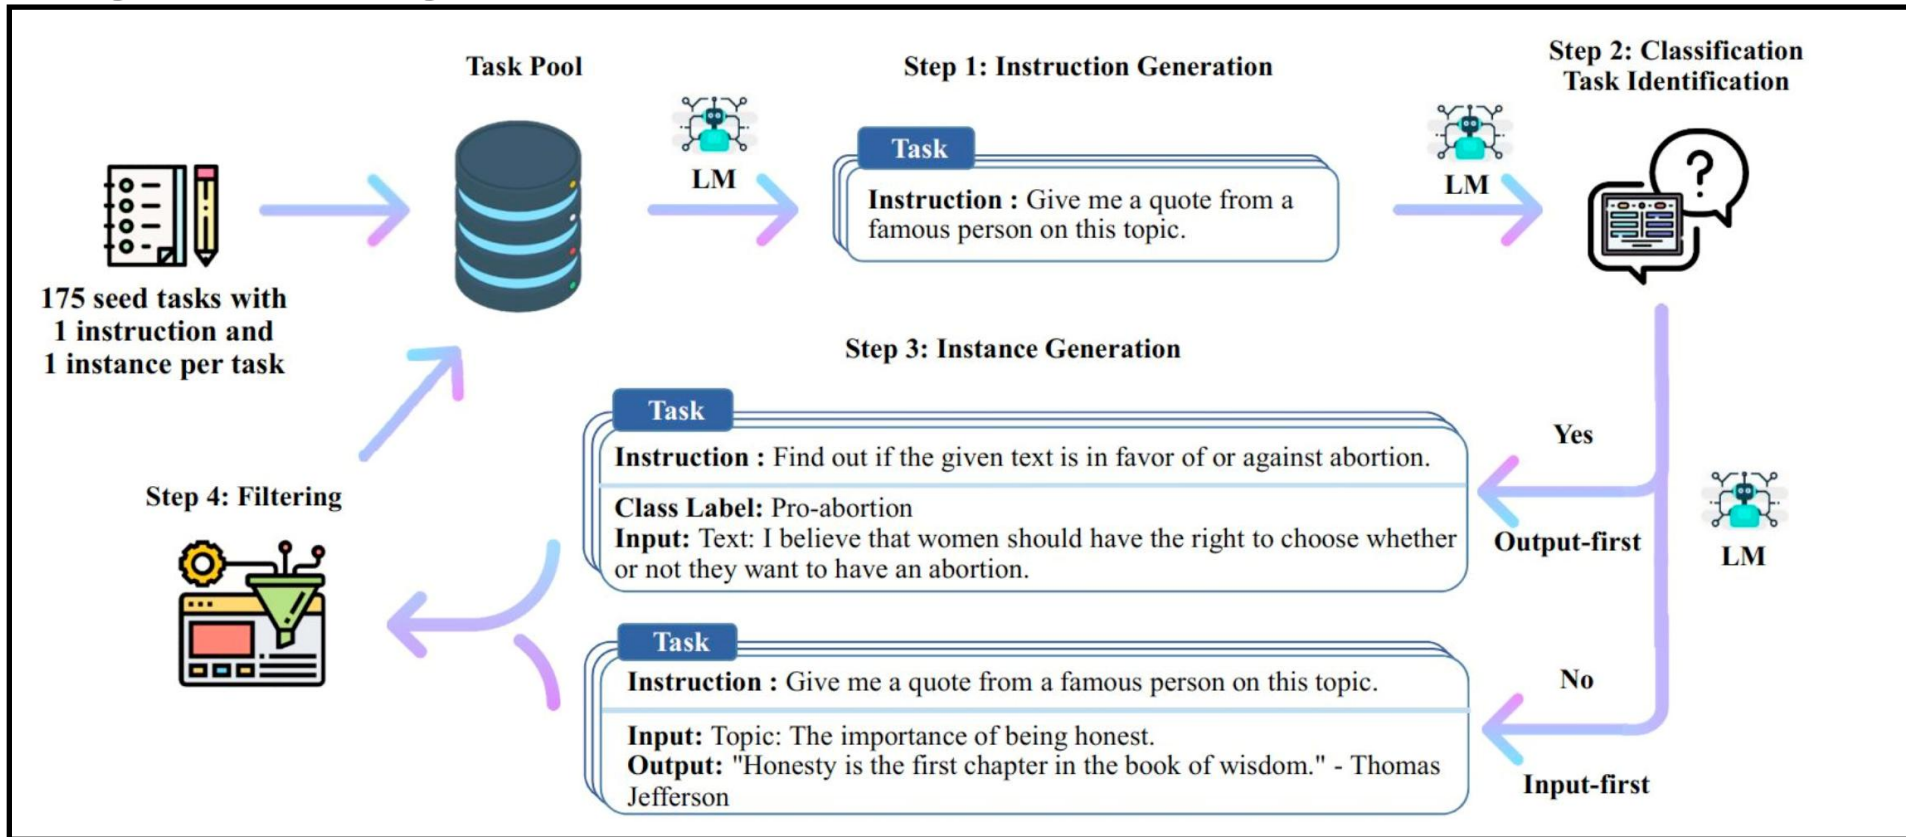 Task Pool
Step 1: Instruction Generation
Step 2: Classification
Task Identification
LM
LM
Task
Instruction : Give me a quote from a
famous person on this topic.
175 seed tasks with
1 instruction and
1 instance per task
Step 3: Instance Generation
Task
Instruction : Find out if the given text is in favor of or against abortion.
Class Label: Pro-abortion
Input: Text: I believe that women should have the right to choose whether
or not they want to have an abortion.
Yes
Output-first
LM
Step 4: Filtering
Task
Instruction : Give me a quote from a famous person on this topic.
Input: Topic: The importance of being honest.
Output: "Honesty is the first chapter in the book of wisdom." - Thomas
Jefferson
No
Input-first